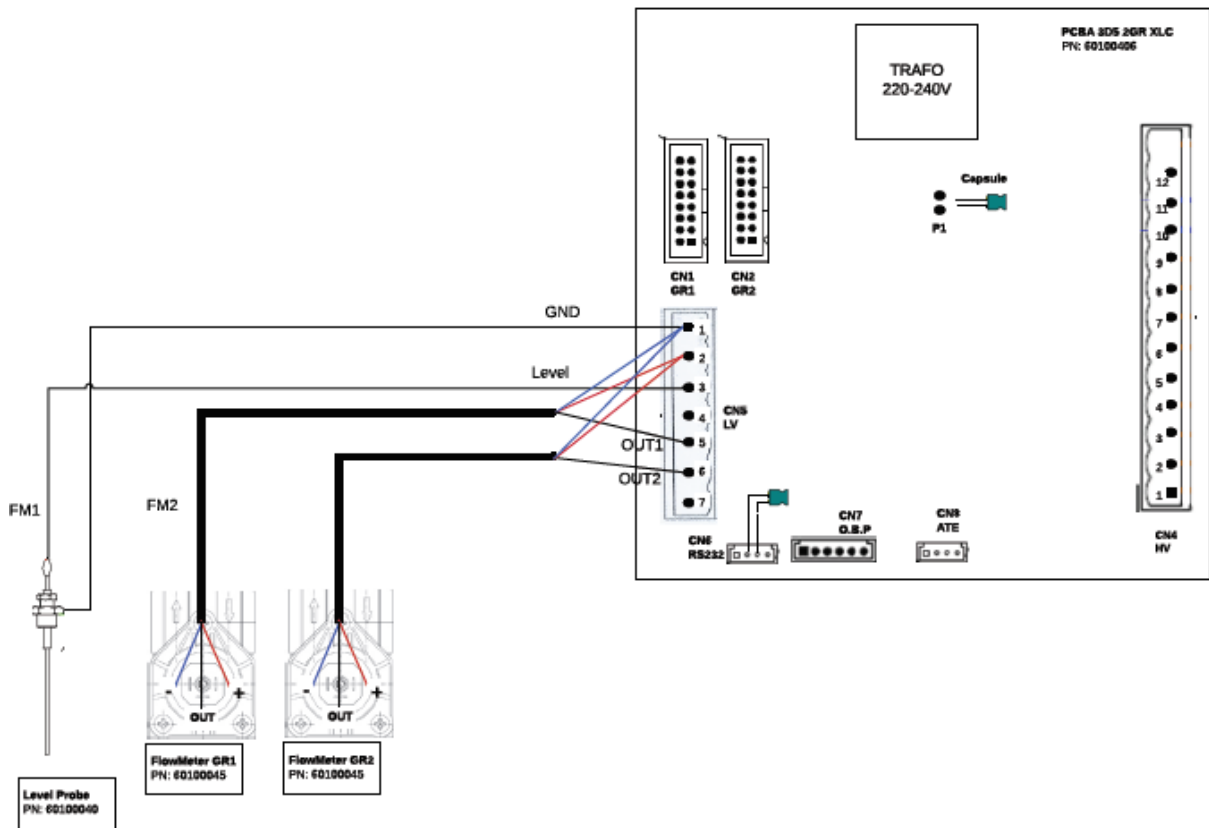 PCBA 3D5 2GR XLC
PN: 60100406
TRAFO
220-240V
Capsule
P1
CN1
GR1
CN2
GR2
12
11
10
9
8
7
6
5
4
3
2
1
CN4
HV
GND
Level
1
2
3
4
5
6
7
CN5
LV
OUT1
OUT2
FM1
FM2
CN6
RS232
CN7
O.B.P
CN8
ATE
-
+
OUT
-
+
OUT
FlowMeter GR1
PN: 60100045
FlowMeter GR2
PN: 60100045
Level Probe
PN: 60100040